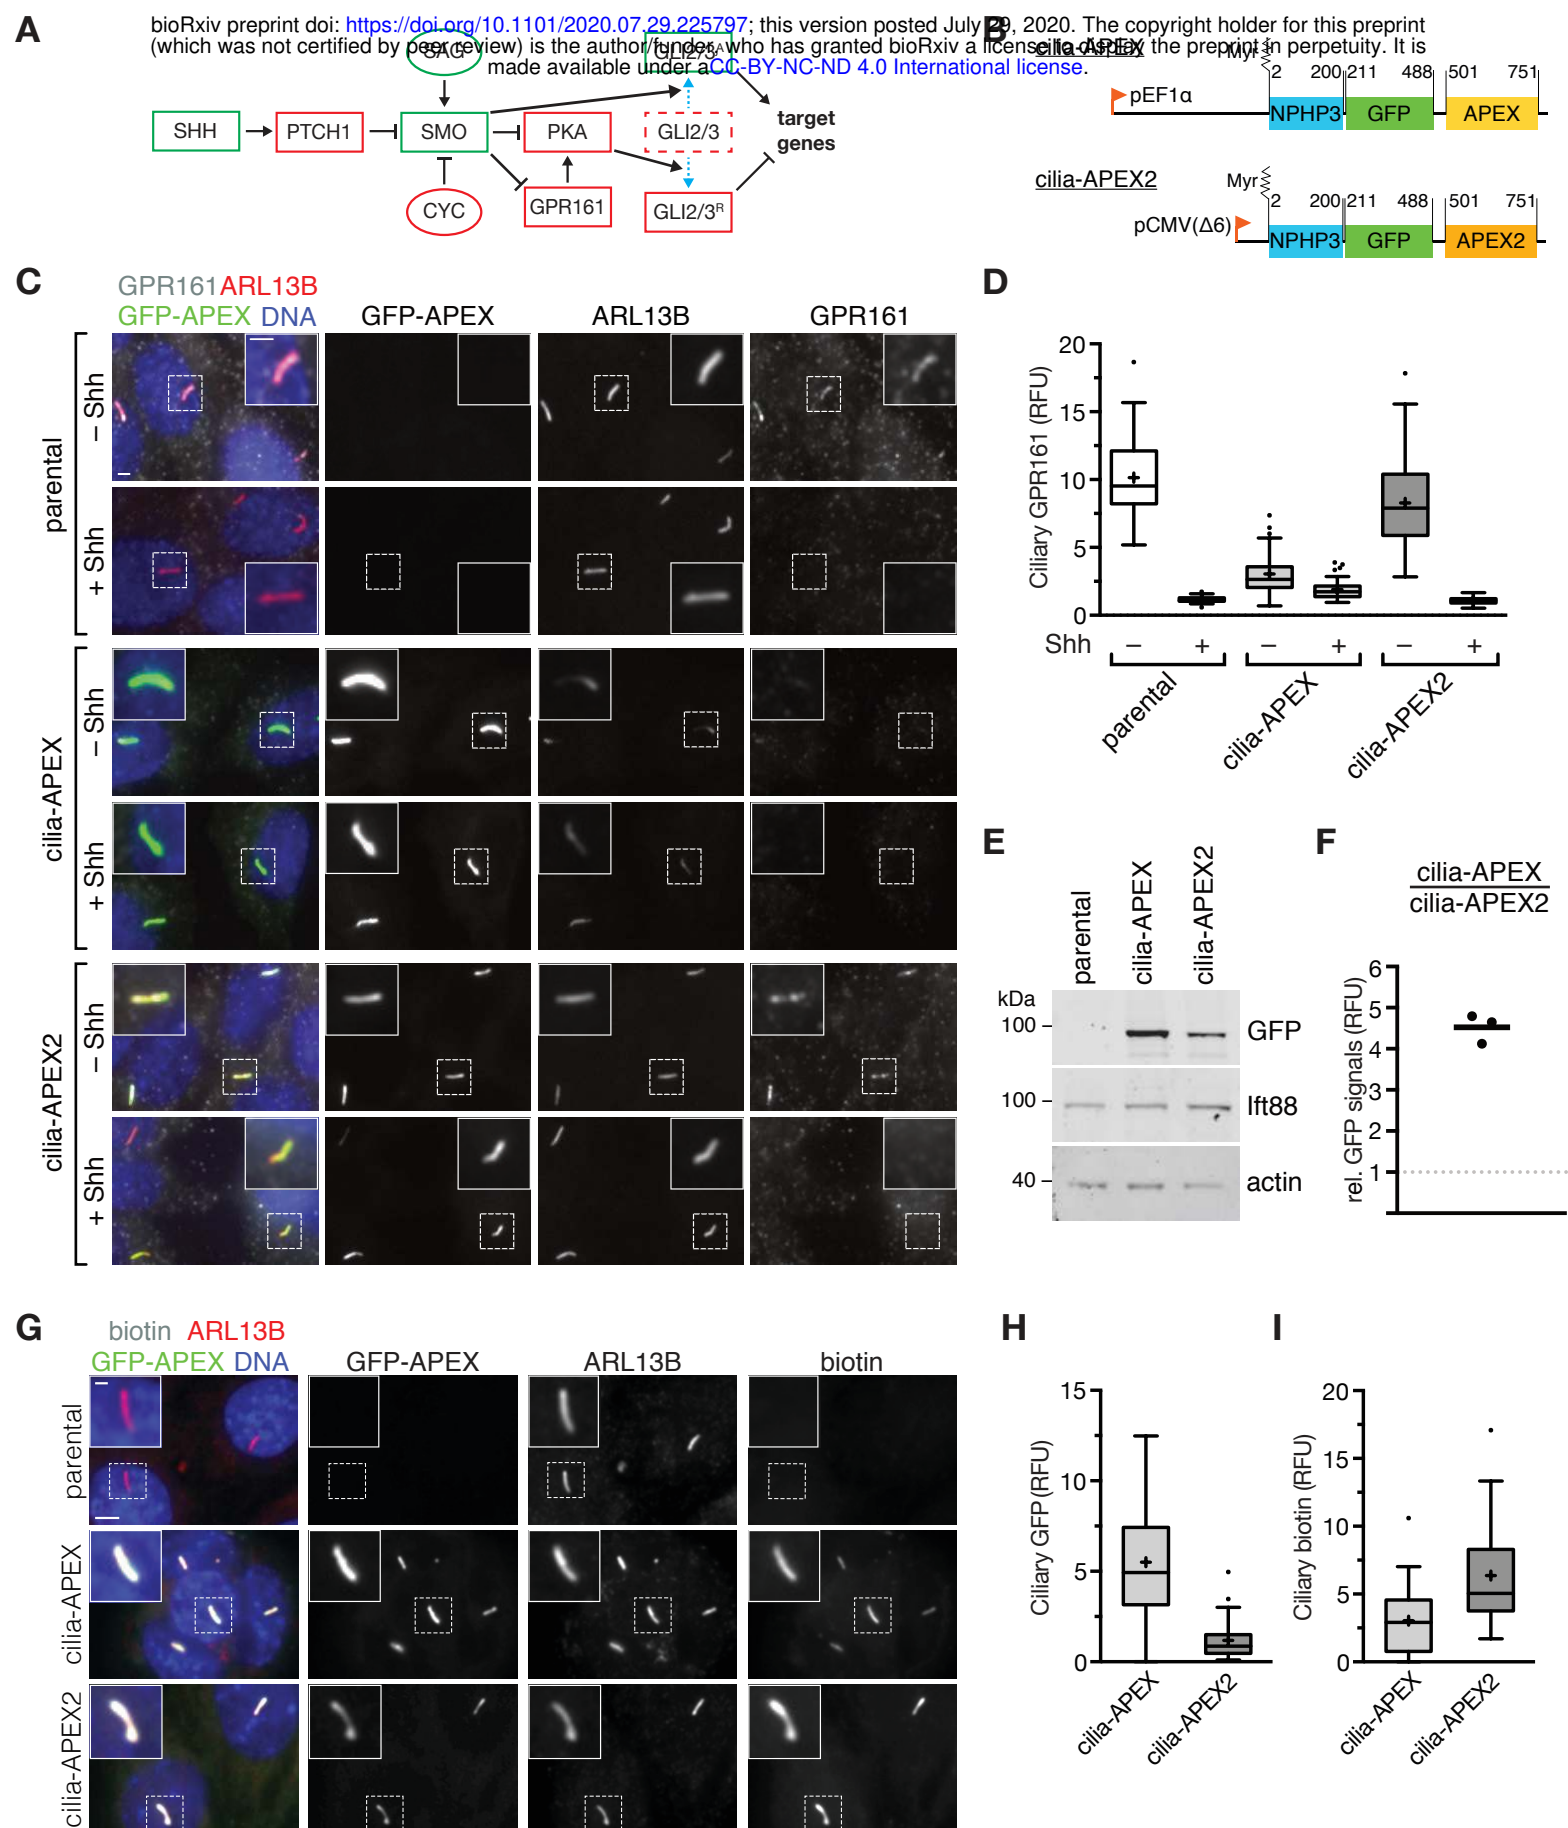 bioRxiv preprint doi: https://doi.org/10.1101/2020.07.29.225797; this version posted July 29, 2020. The copyright holder for this preprint
(which was not certified by peer review) is the author/funder, who has granted bioRxiv a license to display the preprint in perpetuity. It is
made available under aCC-BY-NC-ND 4.0 International license.
A
SAG
GLI2/3A
SHH
PTCH1
SMO
PKA
GLI2/3
target
genes
CYC
GPR161
GLI2/3R
B
cilia-APEX
Myr
2 200 211 488 501 751
pEF1α
NPHP3 GFP APEX
cilia-APEX2
Myr
2 200 211 488 501 751
pCMV(Δ6)
NPHP3 GFP APEX2
C
GPR161 ARL13B
GFP-APEX DNA
GFP-APEX
ARL13B
GPR161
parental
– Shh
+ Shh
cilia-APEX
– Shh
+ Shh
cilia-APEX2
– Shh
+ Shh
D
Ciliary GPR161 (RFU)
20
15
10
5
0
Shh – + – + – +
parental
cilia-APEX
cilia-APEX2
E
parental
cilia-APEX
cilia-APEX2
kDa
100
GFP
100
Ift88
40
actin
F
cilia-APEX
cilia-APEX2
rel. GFP signals (RFU)
6
5
4
3
2
1
G
biotin ARL13B
GFP-APEX DNA
GFP-APEX
ARL13B
biotin
parental
cilia-APEX
cilia-APEX2
H
Ciliary GFP (RFU)
15
10
5
0
cilia-APEX
cilia-APEX2
I
Ciliary biotin (RFU)
20
15
10
5
0
cilia-APEX
cilia-APEX2